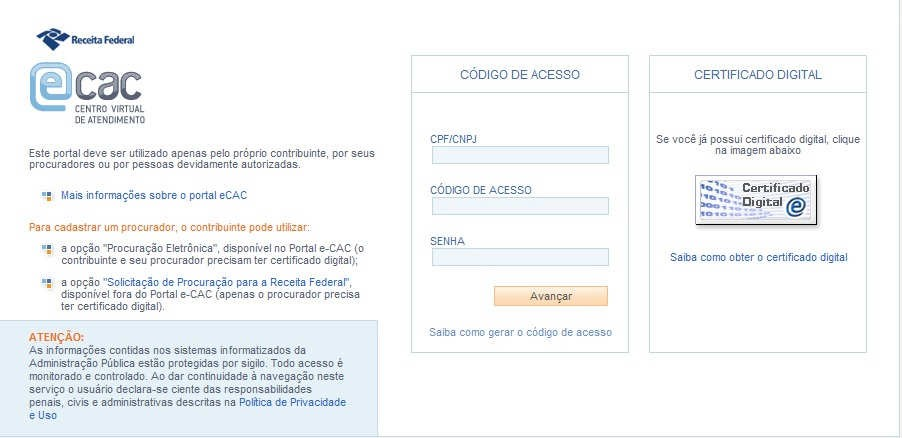 Receita Federal
ecac
CENTRO VIRTUAL
DE ATENDIMENTO
Este portal deve ser utilizado apenas pelo próprio contribuinte, por seus
procuradores ou por pessoas devidamente autorizadas.
Mais informações sobre o portal eCAC
Para cadastrar um procurador, o contribuinte pode utilizar:
a opção "Procuração Eletrônica", disponível no Portal e-CAC (o
contribuinte e seu procurador precisam ter certificado digital);
a opção "Solicitação de Procuração para a Receita Federal",
disponível fora do Portal e-CAC (apenas o procurador precisa
ter certificado digital).
ATENÇÃO:
As informações contidas nos sistemas informatizados da
Administração Pública estão protegidas por sigilo. Todo acesso é
monitorado e controlado. Ao dar continuidade à navegação neste
serviço o usuário declara-se ciente das responsabilidades
penais, civis e administrativas descritas na Política de Privacidade
e Uso
CÓDIGO DE ACESSO
CPF/CNPJ
CÓDIGO DE ACESSO
SENHA
Avançar
Saiba como gerar o código de acesso
CERTIFICADO DIGITAL
Se você já possui certificado digital, clique
na imagem abaixo
Certificado
Digital e
Saiba como obter o certificado digital